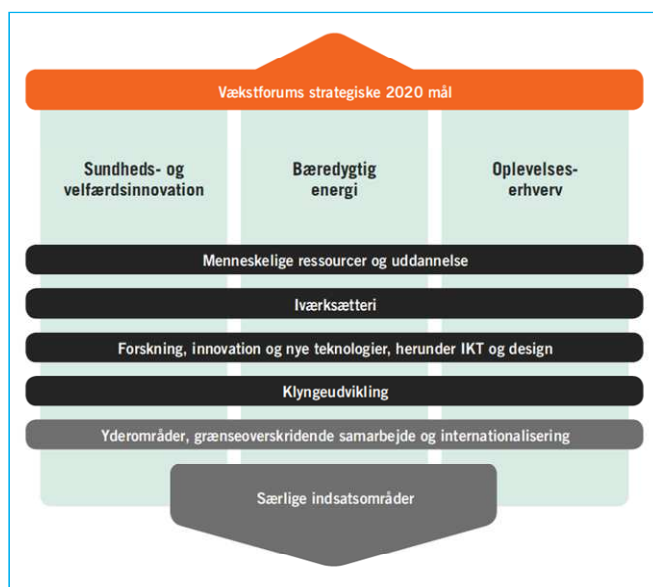 Vækstforums strategiske 2020 mål
Sundheds- og
velfærdsinnovation
Bæredygtig
energi
Oplevelses-
erhverv
Menneskelige ressourcer og uddannelse
Iværksætteri
Forskning, innovation og nye teknologier, herunder IKT og design
Klyngeudvikling
Yderområder, grænseoverskridende samarbejde og internationalisering
Særlige indsatsområder